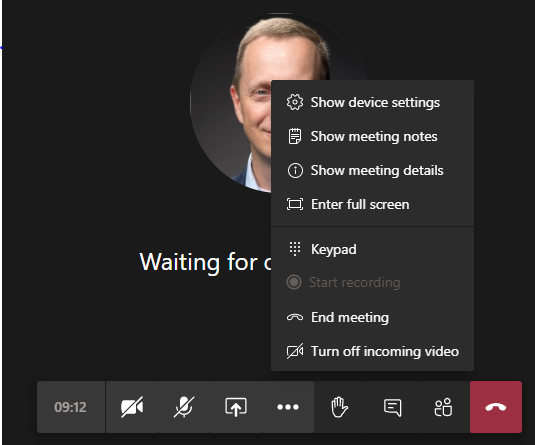 Show device settings
Show meeting notes
Show meeting details
Enter full screen
Waiting for
Keypad
Start recording
End meeting
Turn off incoming video
09:12